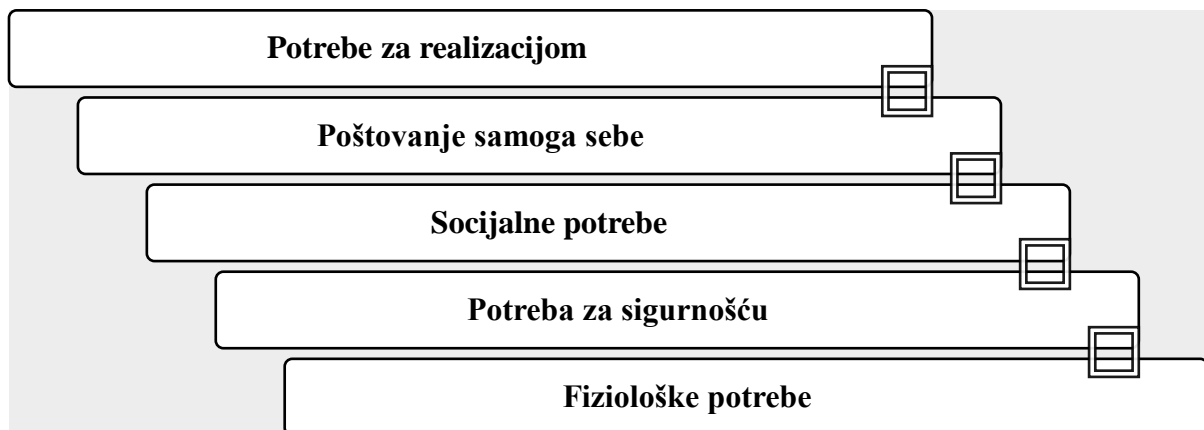 Potrebe za realizacijom
Poštovanje samoga sebe
Socijalne potrebe
Potreba za sigurnošću
Fiziološke potrebe